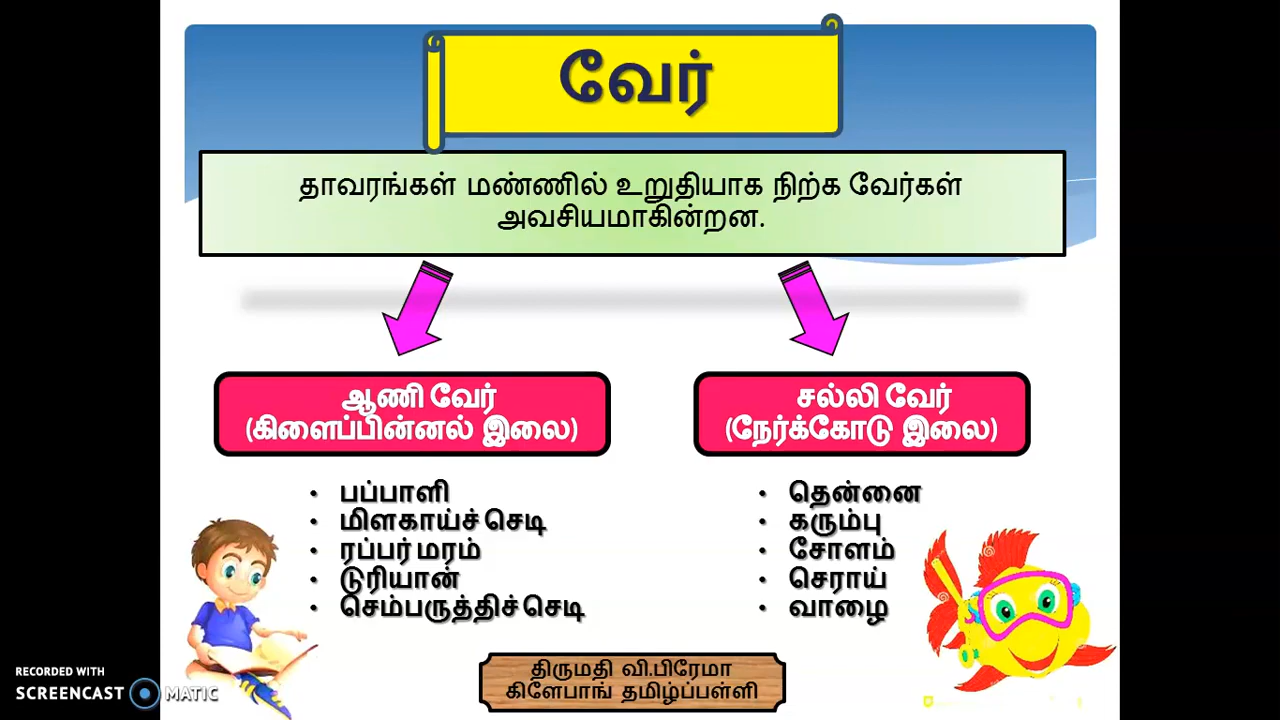 வேர்
தாவரங்கள் மண்ணில் உறுதியாக நிற்க வேர்கள்
அவசியமாகின்றன.
ஆணி வேர்
(கிளைப்பின்னல் இலை)
• பப்பாளி
• மிளகாய்ச் செடி
• ரப்பர் மரம்
• டுரியான்
• செம்பருத்திச் செடி
சல்லி வேர்
(நேர்க்கோடு இலை)
• தென்னை
• கரும்பு
• சோளம்
• செராய்
• வாழை
திருமதி வி.பிரேமா
கிளேபாங் தமிழ்ப்பள்ளி
RECORDED WITH
SCREENCAST MATIC